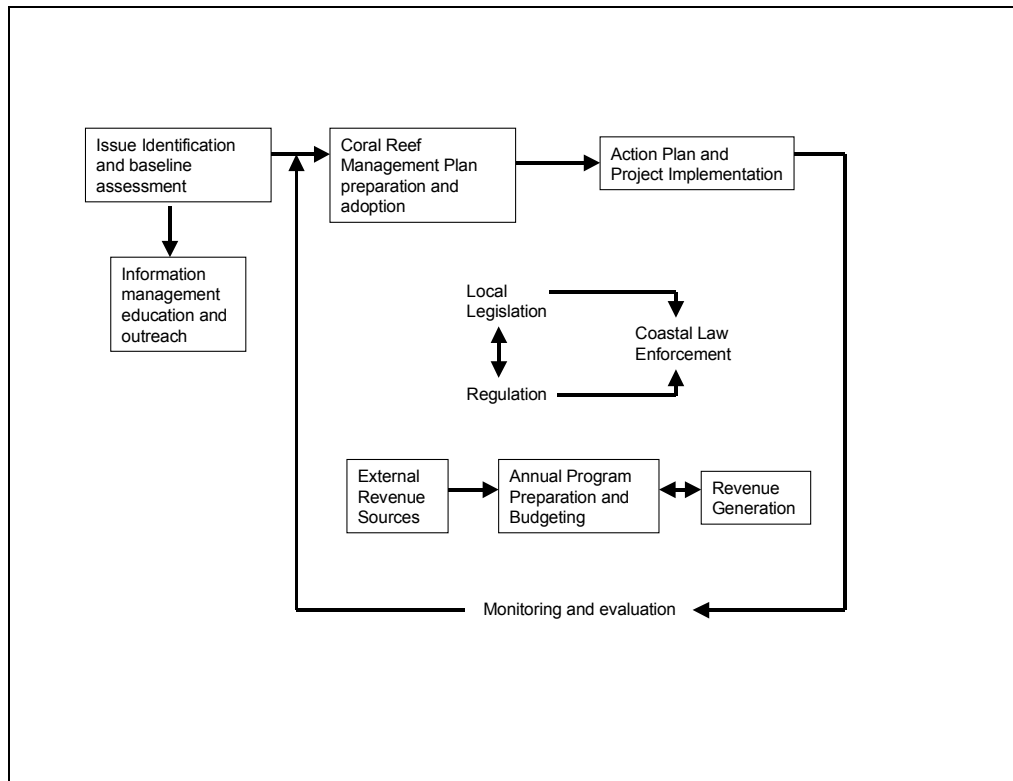 Issue Identification
and baseline
assessment
Coral Reef
Management Plan
preparation and
adoption
Action Plan and
Project Implementation
Information
management
education and
outreach
Local
Legislation
Coastal Law
Enforcement
Regulation
External
Revenue
Sources
Annual Program
Preparation and
Budgeting
Revenue
Generation
Monitoring and evaluation